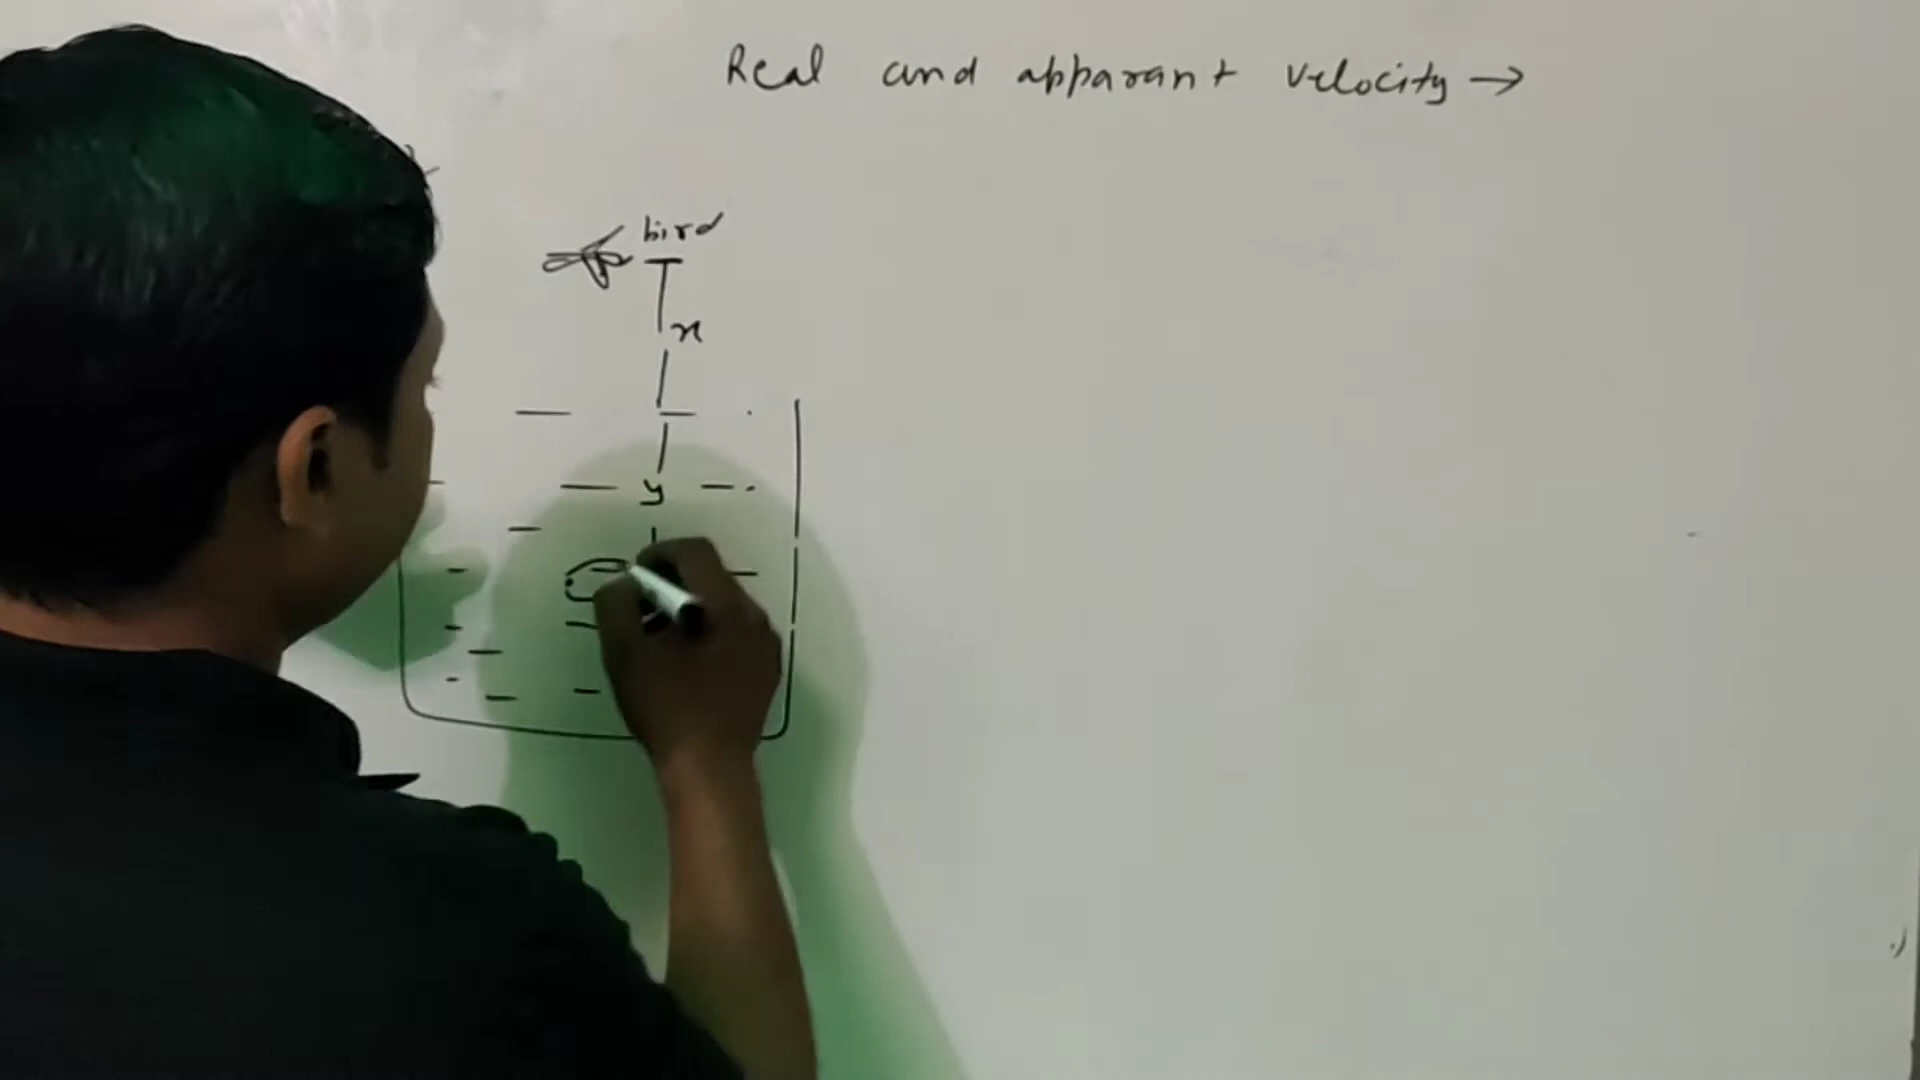 Real and apparant velocity →
bird
x
y